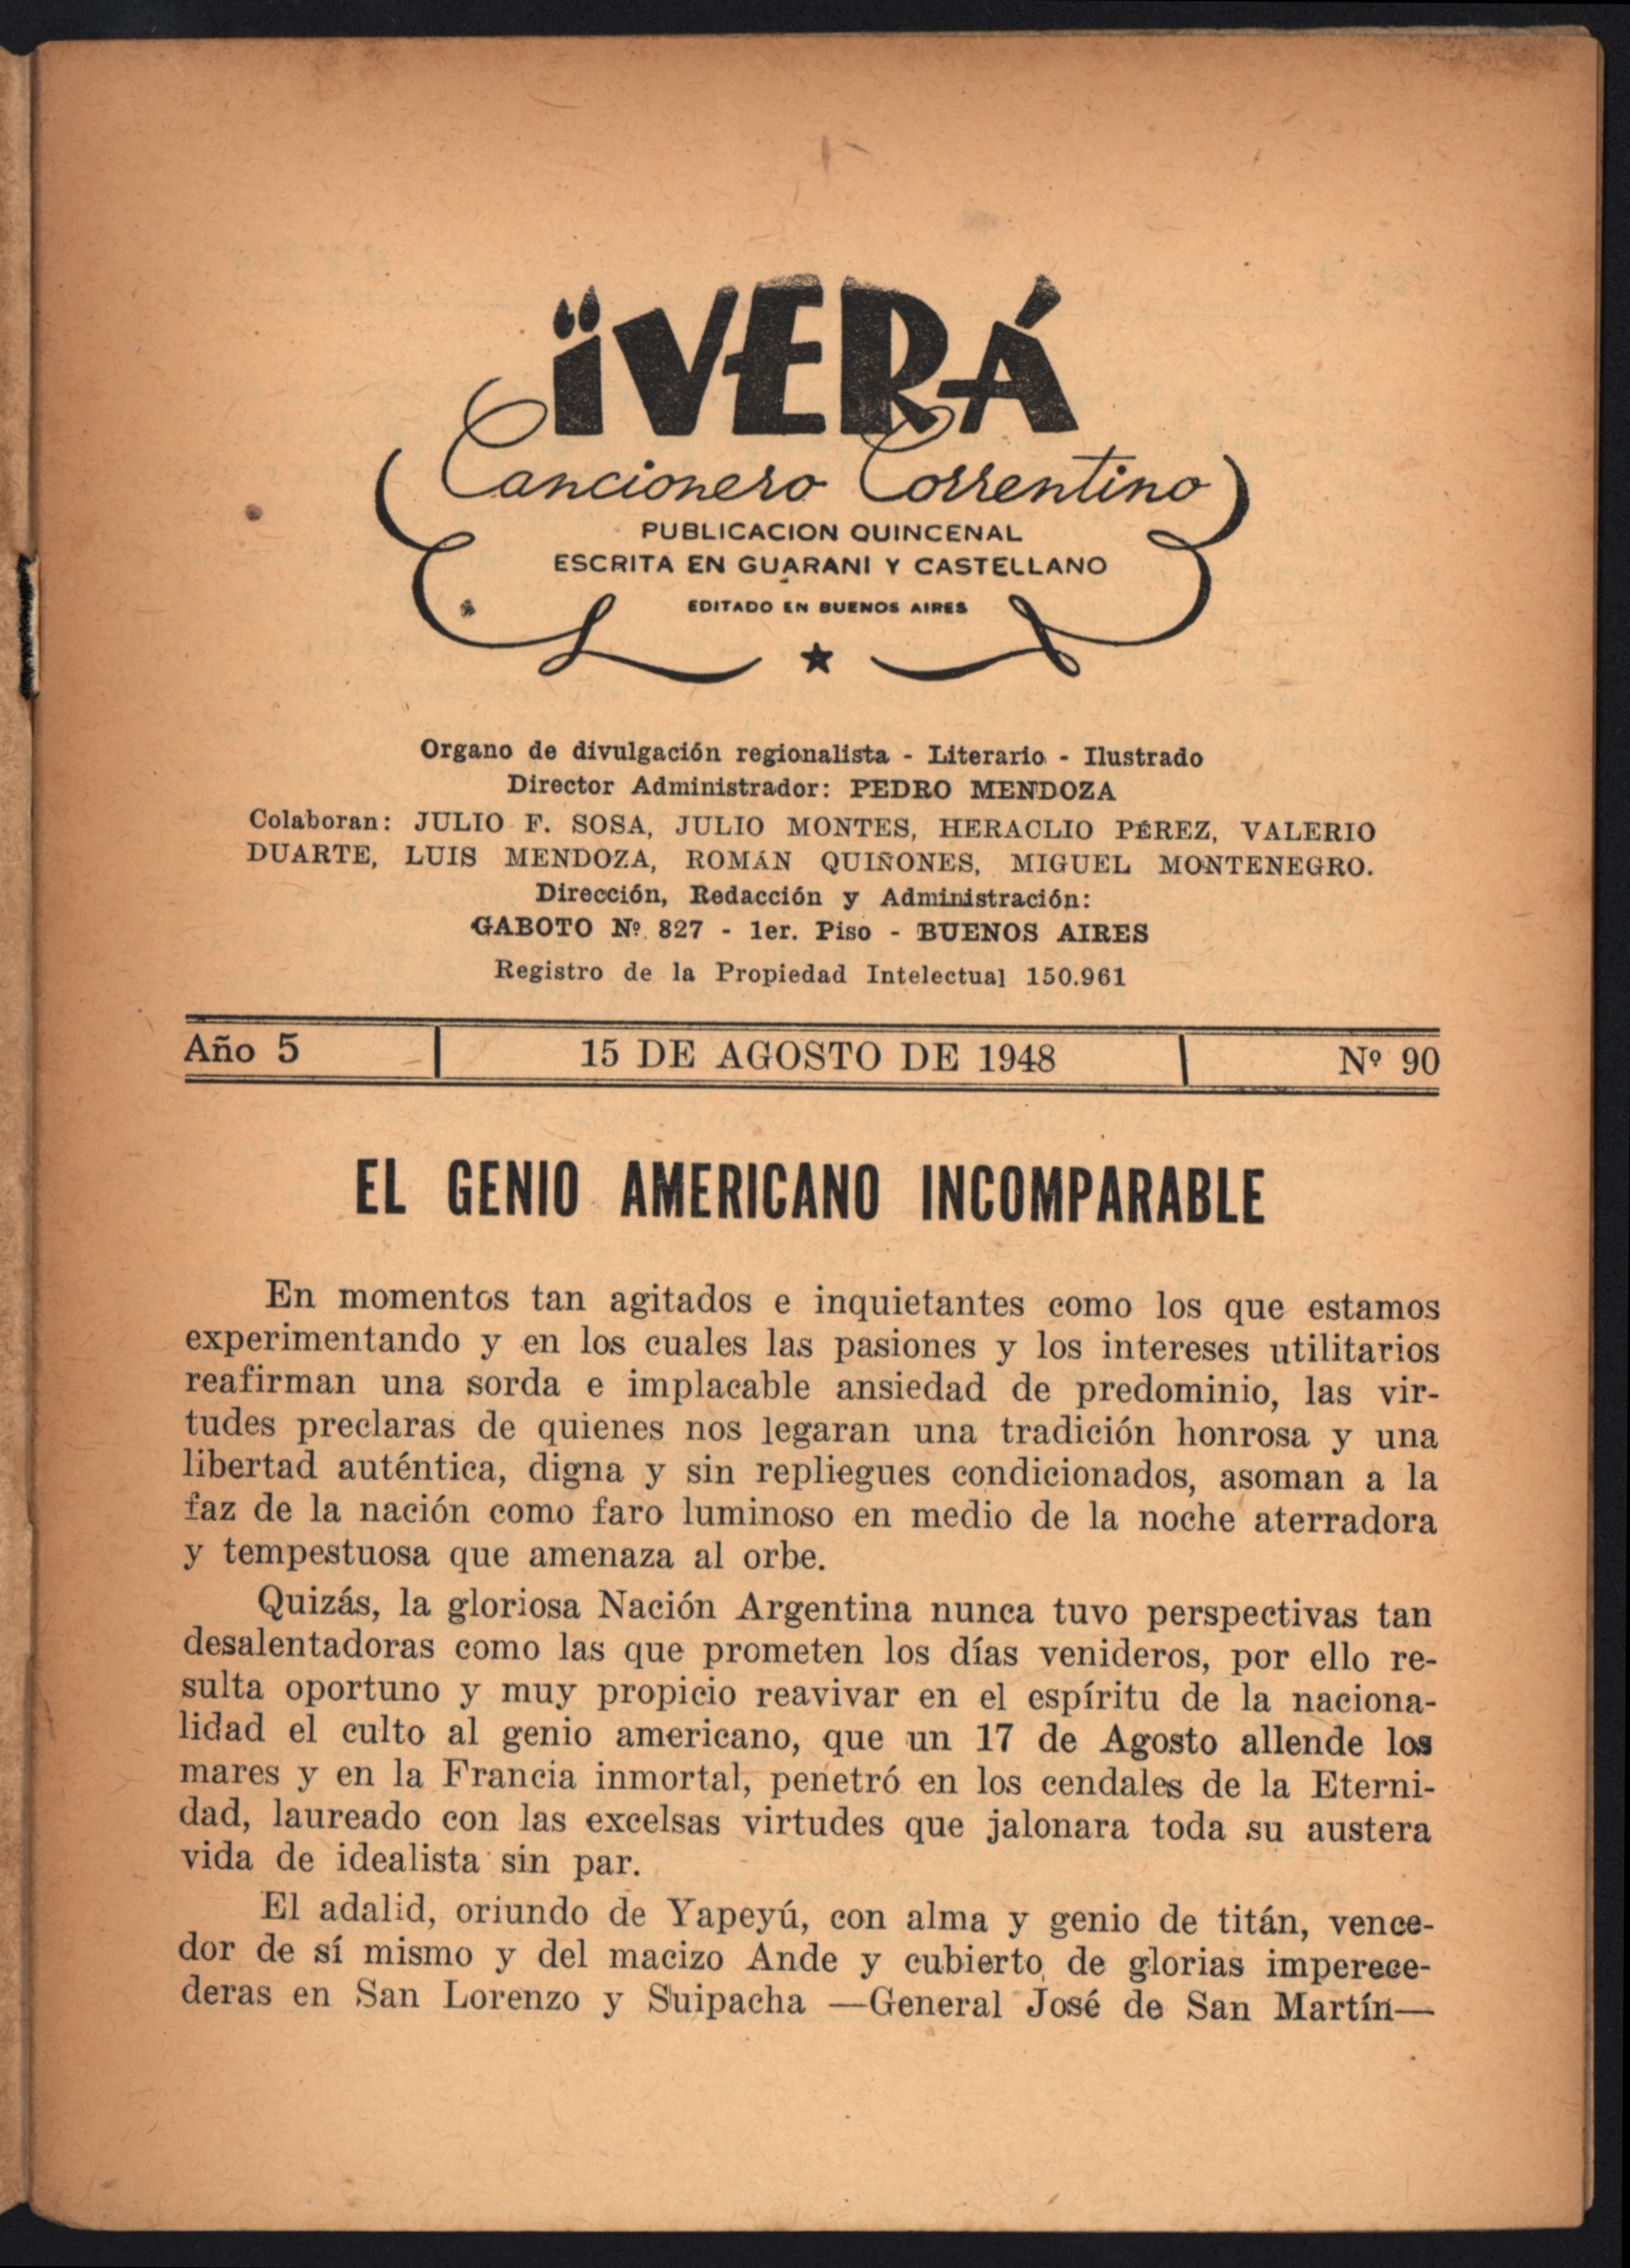 ÏVERÁ
Cancionero Correntino
PUBLICACION QUINCENAL
ESCRITA EN GUARANÍ Y CASTELLANO
EDITADO EN BUENOS AIRES
Organo de divulgación regionalista - Literario - Ilustrado
Director Administrador: PEDRO MENDOZA
Colaboran: JULIO F. SOSA, JULIO MONTES, HERACLIO PÉREZ, VALERIO
DUARTE, LUIS MENDOZA, ROMÁN QUIÑONES, MIGUEL MONTENEGRO.
Dirección, Redacción y Administración:
GABOTO Nº 827 - 1er. Piso - BUENOS AIRES
Registro de la Propiedad Intelectual 150.961
Año 5 | 15 DE AGOSTO DE 1948 | Nº 90
EL GENIO AMERICANO INCOMPARABLE
En momentos tan agitados e inquietantes como los que estamos
experimentando y en los cuales las pasiones y los intereses utilitarios
reafirman una sorda e implacable ansiedad de predominio, las vir-
tudes preclaras de quienes nos legaran una tradición honrosa y una
libertad auténtica, digna y sin repliegues condicionados, asoman a la
faz de la nación como faro luminoso en medio de la noche aterradora
y tempestuosa que amenaza al orbe.
Quizás, la gloriosa Nación Argentina nunca tuvo perspectivas tan
desalentadoras como las que prometen los días venideros, por ello re-
sulta oportuno y muy propicio reavivar en el espíritu de la naciona-
lidad el culto al genio americano, que un 17 de Agosto allende los
mares y en la Francia inmortal, penetró en los cendales de la Eterni-
dad, laureado con las excelsas virtudes que jalonara toda su austera
vida de idealista sin par.
El adalid, oriundo de Yapeyú, con alma y genio de titán, vence-
dor de sí mismo y del macizo Ande y cubierto de glorias imperece-
deras en San Lorenzo y Suipacha —General José de San Martín—